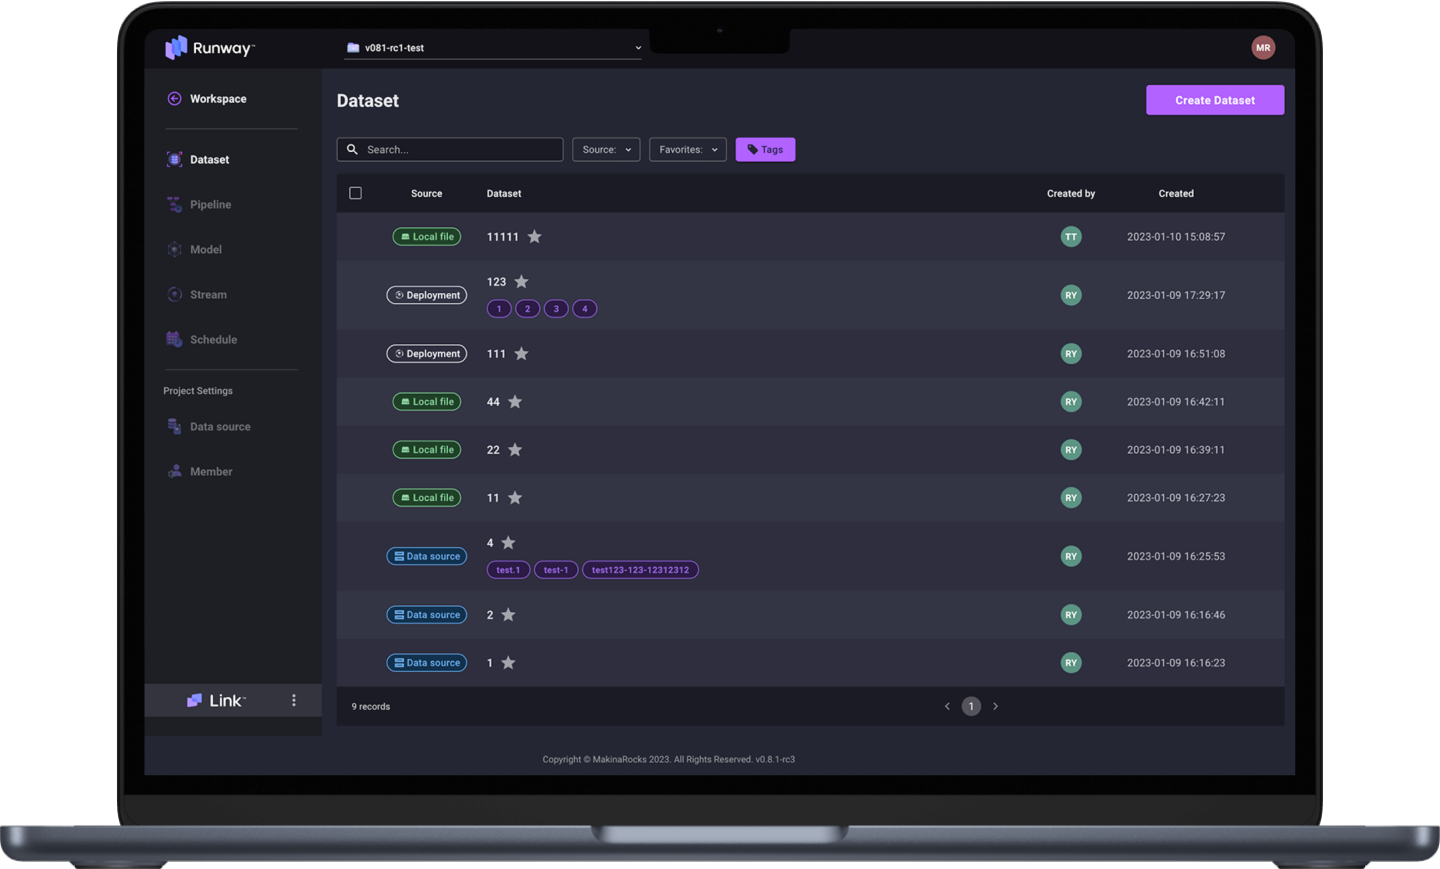 Runway™
v081-rc1-test
MR
Workspace
Dataset
Create Dataset
Dataset
Search...
Source:
Favorites:
Tags
Pipeline
Source
Dataset
Created by
Created
Model
Local file
11111
TT
2023-01-10 15:08:57
Stream
Deployment
123
1
2
3
4
RY
2023-01-09 17:29:17
Schedule
Deployment
111
RY
2023-01-09 16:51:08
Project Settings
Local file
44
RY
2023-01-09 16:42:11
Data source
Local file
22
RY
2023-01-09 16:39:11
Member
Local file
11
RY
2023-01-09 16:27:23
Data source
4
test.1
test-1
test123-123-12312312
RY
2023-01-09 16:25:53
Data source
2
RY
2023-01-09 16:16:46
Data source
1
RY
2023-01-09 16:16:23
Link™
9 records
1
Copyright © MakinaRocks 2023. All Rights Reserved. v0.8.1-rc3